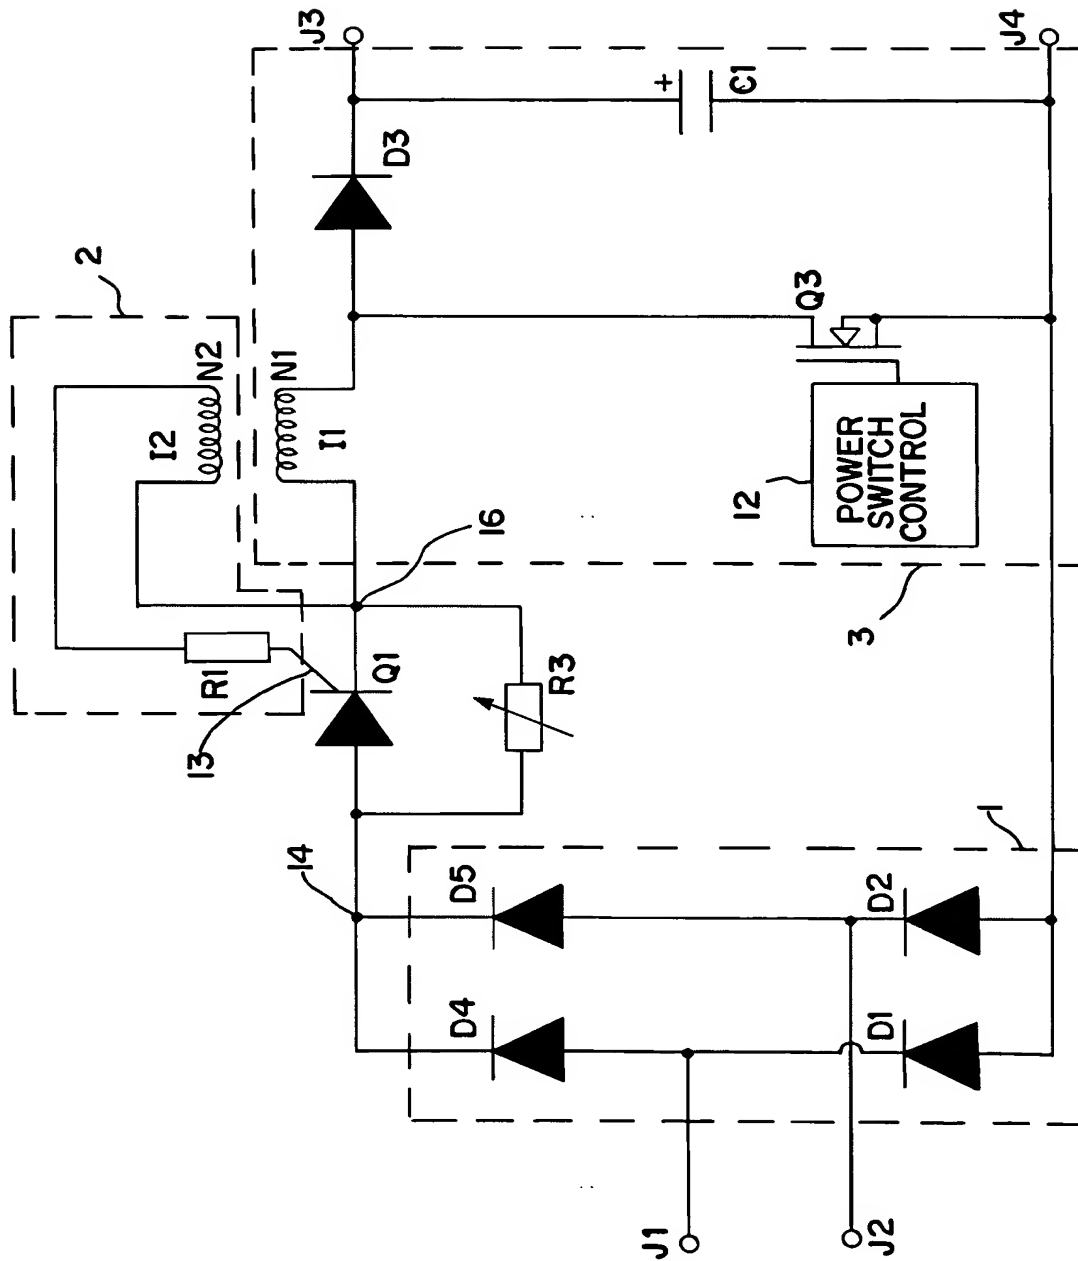 2
J3
I2
N2
N1
I1
D3
+
C1
J4
R1
13
Q1
16
R3
Q3
12
POWER
SWITCH
CONTROL
3
14
1
D4
D5
D1
D2
J1
J2